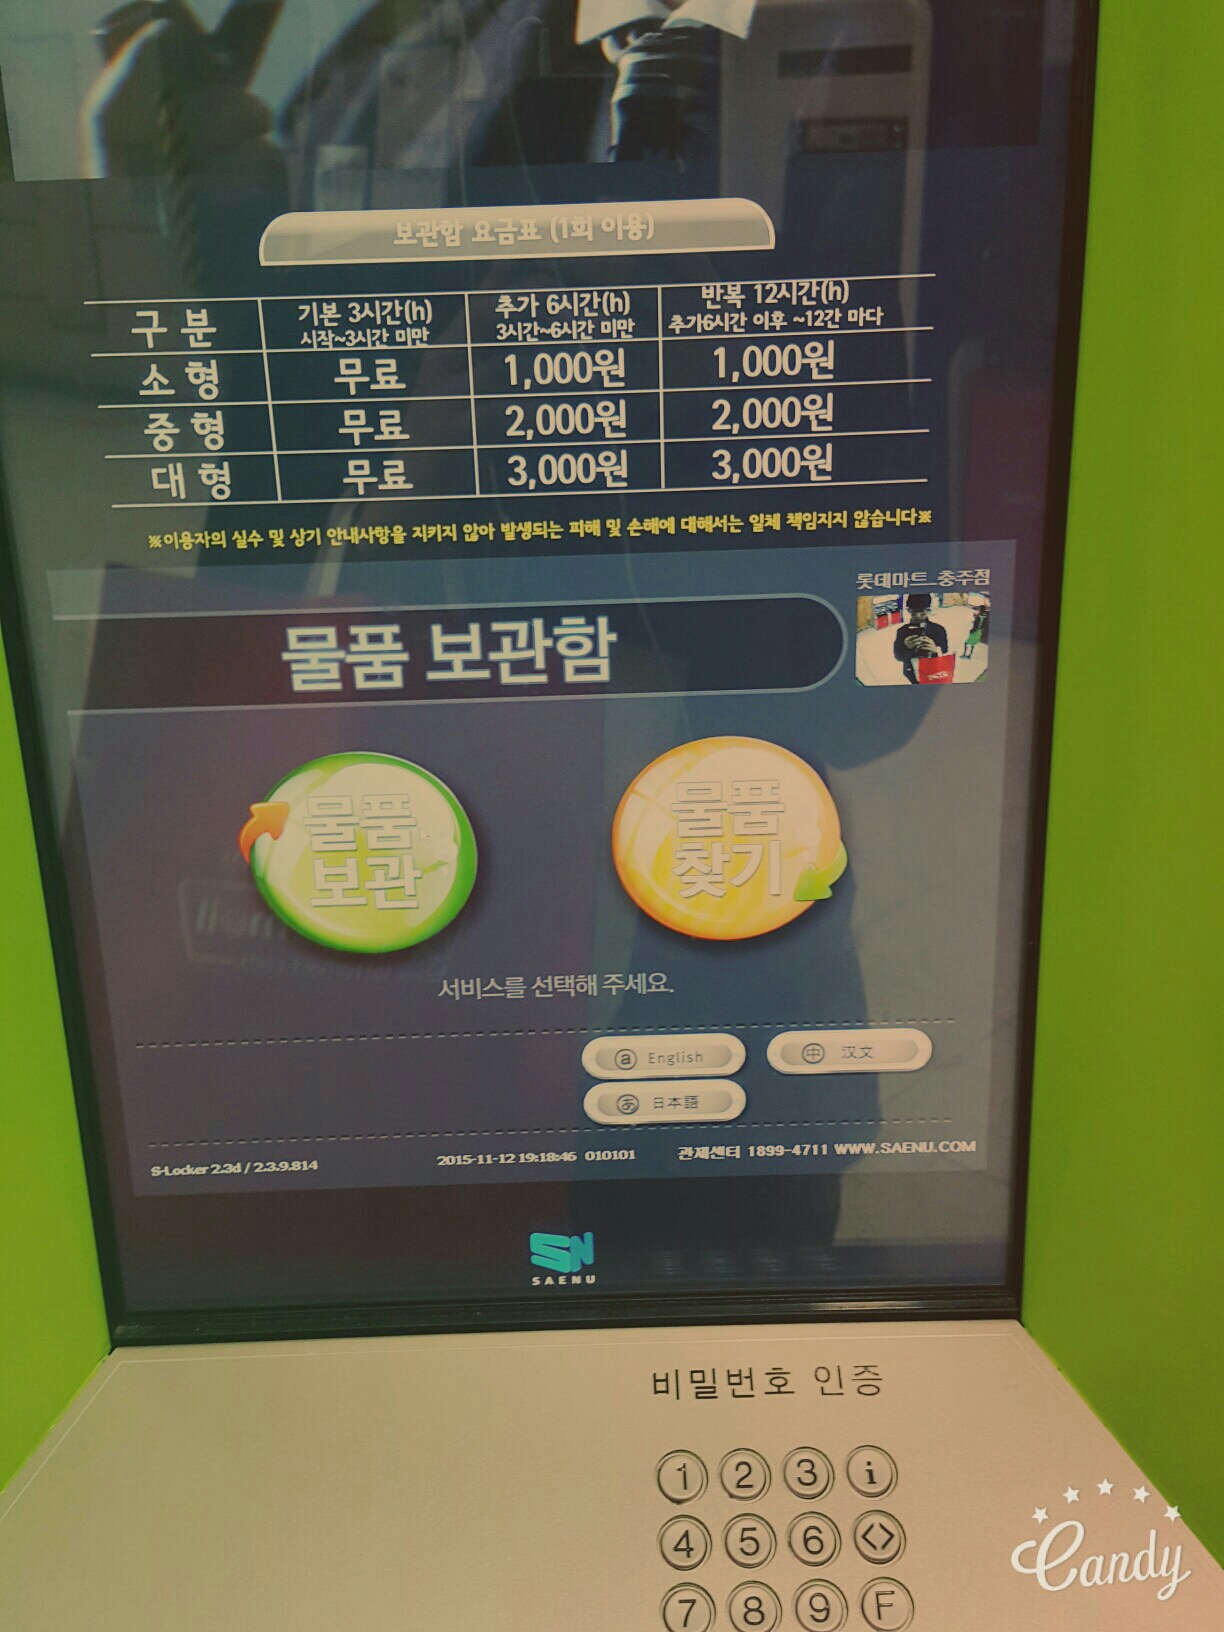 보관함 요금표 (1회 이용)
구 분 기본 3시간(h) 추가 6시간(h) 반복 12시간(h)
시작~3시간 미만 3시간~6시간 미만 추가6시간 이후 ~12간 마다
소 형 무료 1,000원 1,000원
중 형 무료 2,000원 2,000원
대 형 무료 3,000원 3,000원
※이용자의 실수 및 상기 안내사항을 지키지 않아 발생되는 피해 및 손해에 대해서는 일체 책임지지 않습니다※
롯데마트_충주점
물품 보관함
물품
보관
물품
찾기
서비스를 선택해 주세요.
a English
中 汉文
あ 日本語
S-Locker 2.3d / 2.3.9.814
2015-11-12 19:18:46 010101
관제센터 1899-4711 WWW.SAENU.COM
SN
SAENU
비밀번호 인증
1 2 3 i
4 5 6 <>
7 8 9 F
Candy